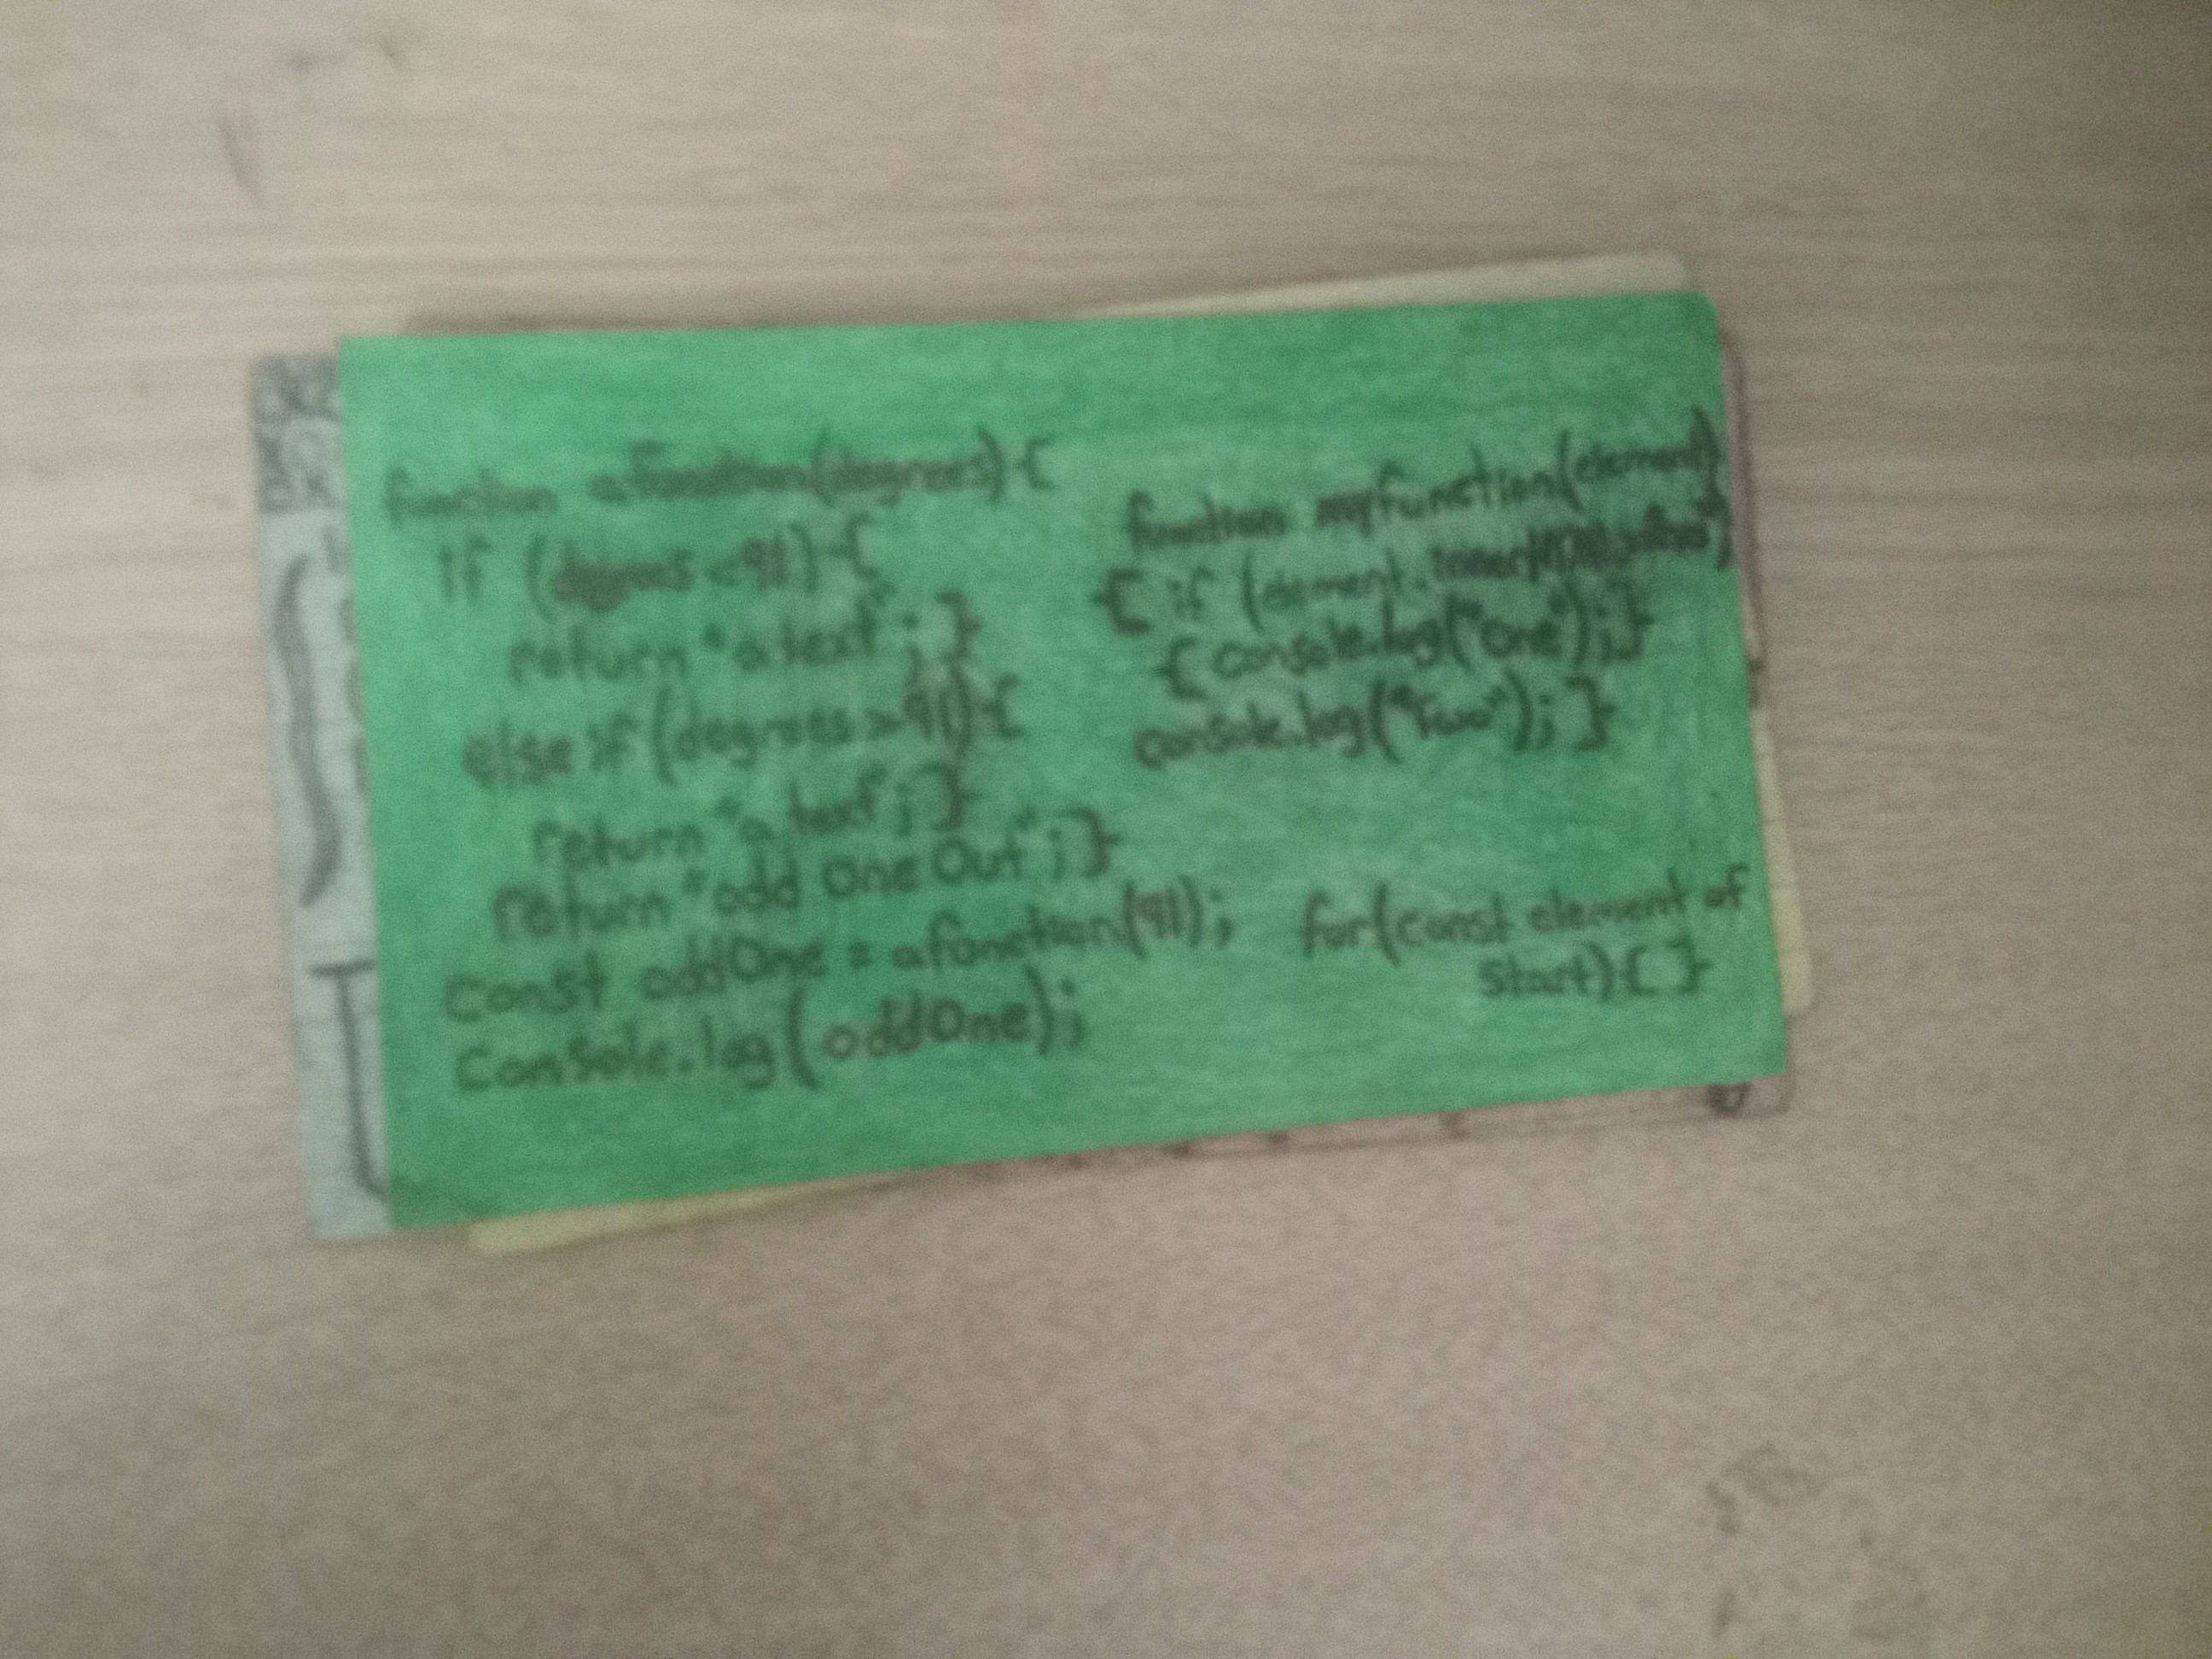 function afunction(degrees){
if (degrees <91){
return "a text";}
else if (degrees >91){
return "a text";}
return "odd One Out";}
const oddOne = afunction(91);
Console.log(oddOne);
function myfunction(element)
{ if (element.
{console.log("one");}
console.log("Two");}
for(const element of
start){ }